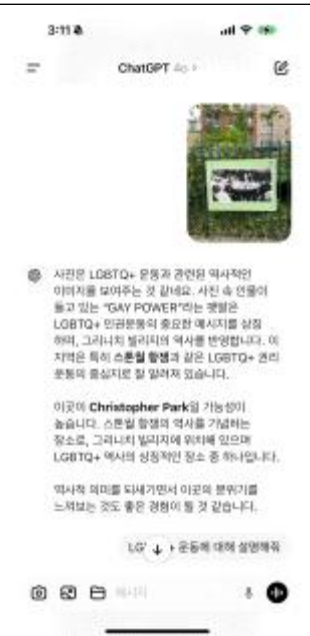 3:11
ChatGPT 4o >
사진은 LGBTQ+ 운동과 관련된 역사적인
이미지를 보여주는 것 같네요. 사진 속 인물이
들고 있는 "GAY POWER"라는 팻말은
LGBTQ+ 인권운동의 중요한 메시지를 상징
하며, 그리니치 빌리지의 역사를 반영합니다. 이
지역은 특히 스톤월 항쟁과 같은 LGBTQ+ 권리
운동의 중심지로 잘 알려져 있습니다.
이곳이 Christopher Park일 가능성이
높습니다. 스톤월 항쟁의 역사를 기념하는
장소로, 그리니치 빌리지에 위치해 있으며
LGBTQ+ 역사의 상징적인 장소 중 하나입니다.
역사적 의미를 되새기면서 이곳의 분위기를
느껴보는 것도 좋은 경험이 될 것 같습니다.
운동에 대해 설명해줘
메시지